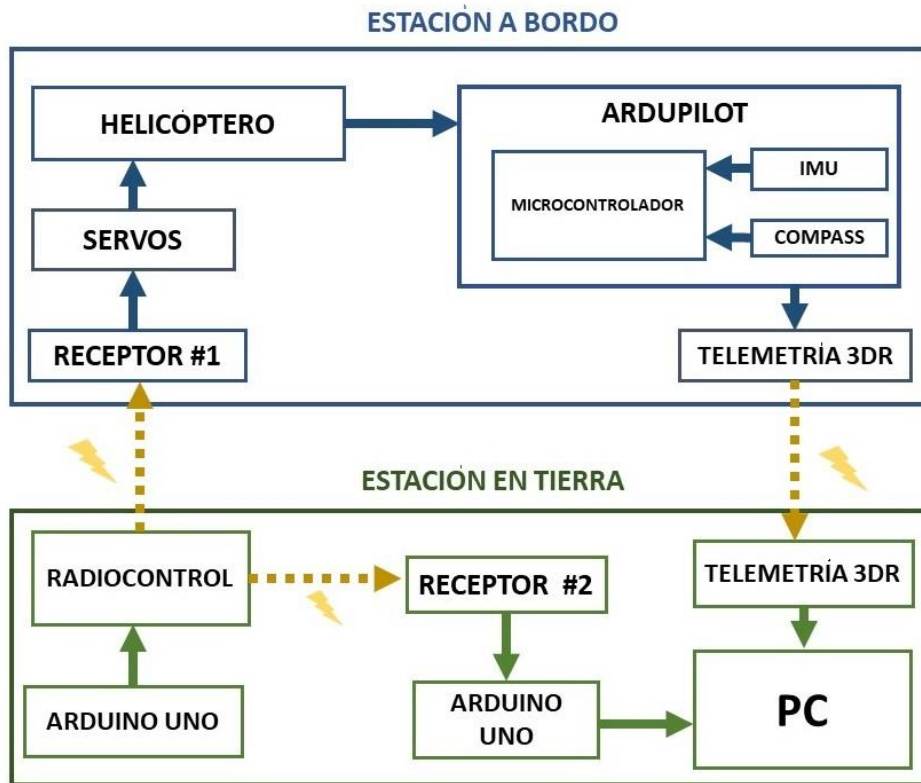 ESTACIÓN A BORDO
HELICÓPTERO
ARDUPILOT
MICROCONTROLADOR
IMU
COMPASS
SERVOS
RECEPTOR #1
TELEMETRÍA 3DR
ESTACIÓN EN TIERRA
RADIOCONTROL
RECEPTOR #2
TELEMETRÍA 3DR
ARDUINO UNO
ARDUINO
UNO
PC